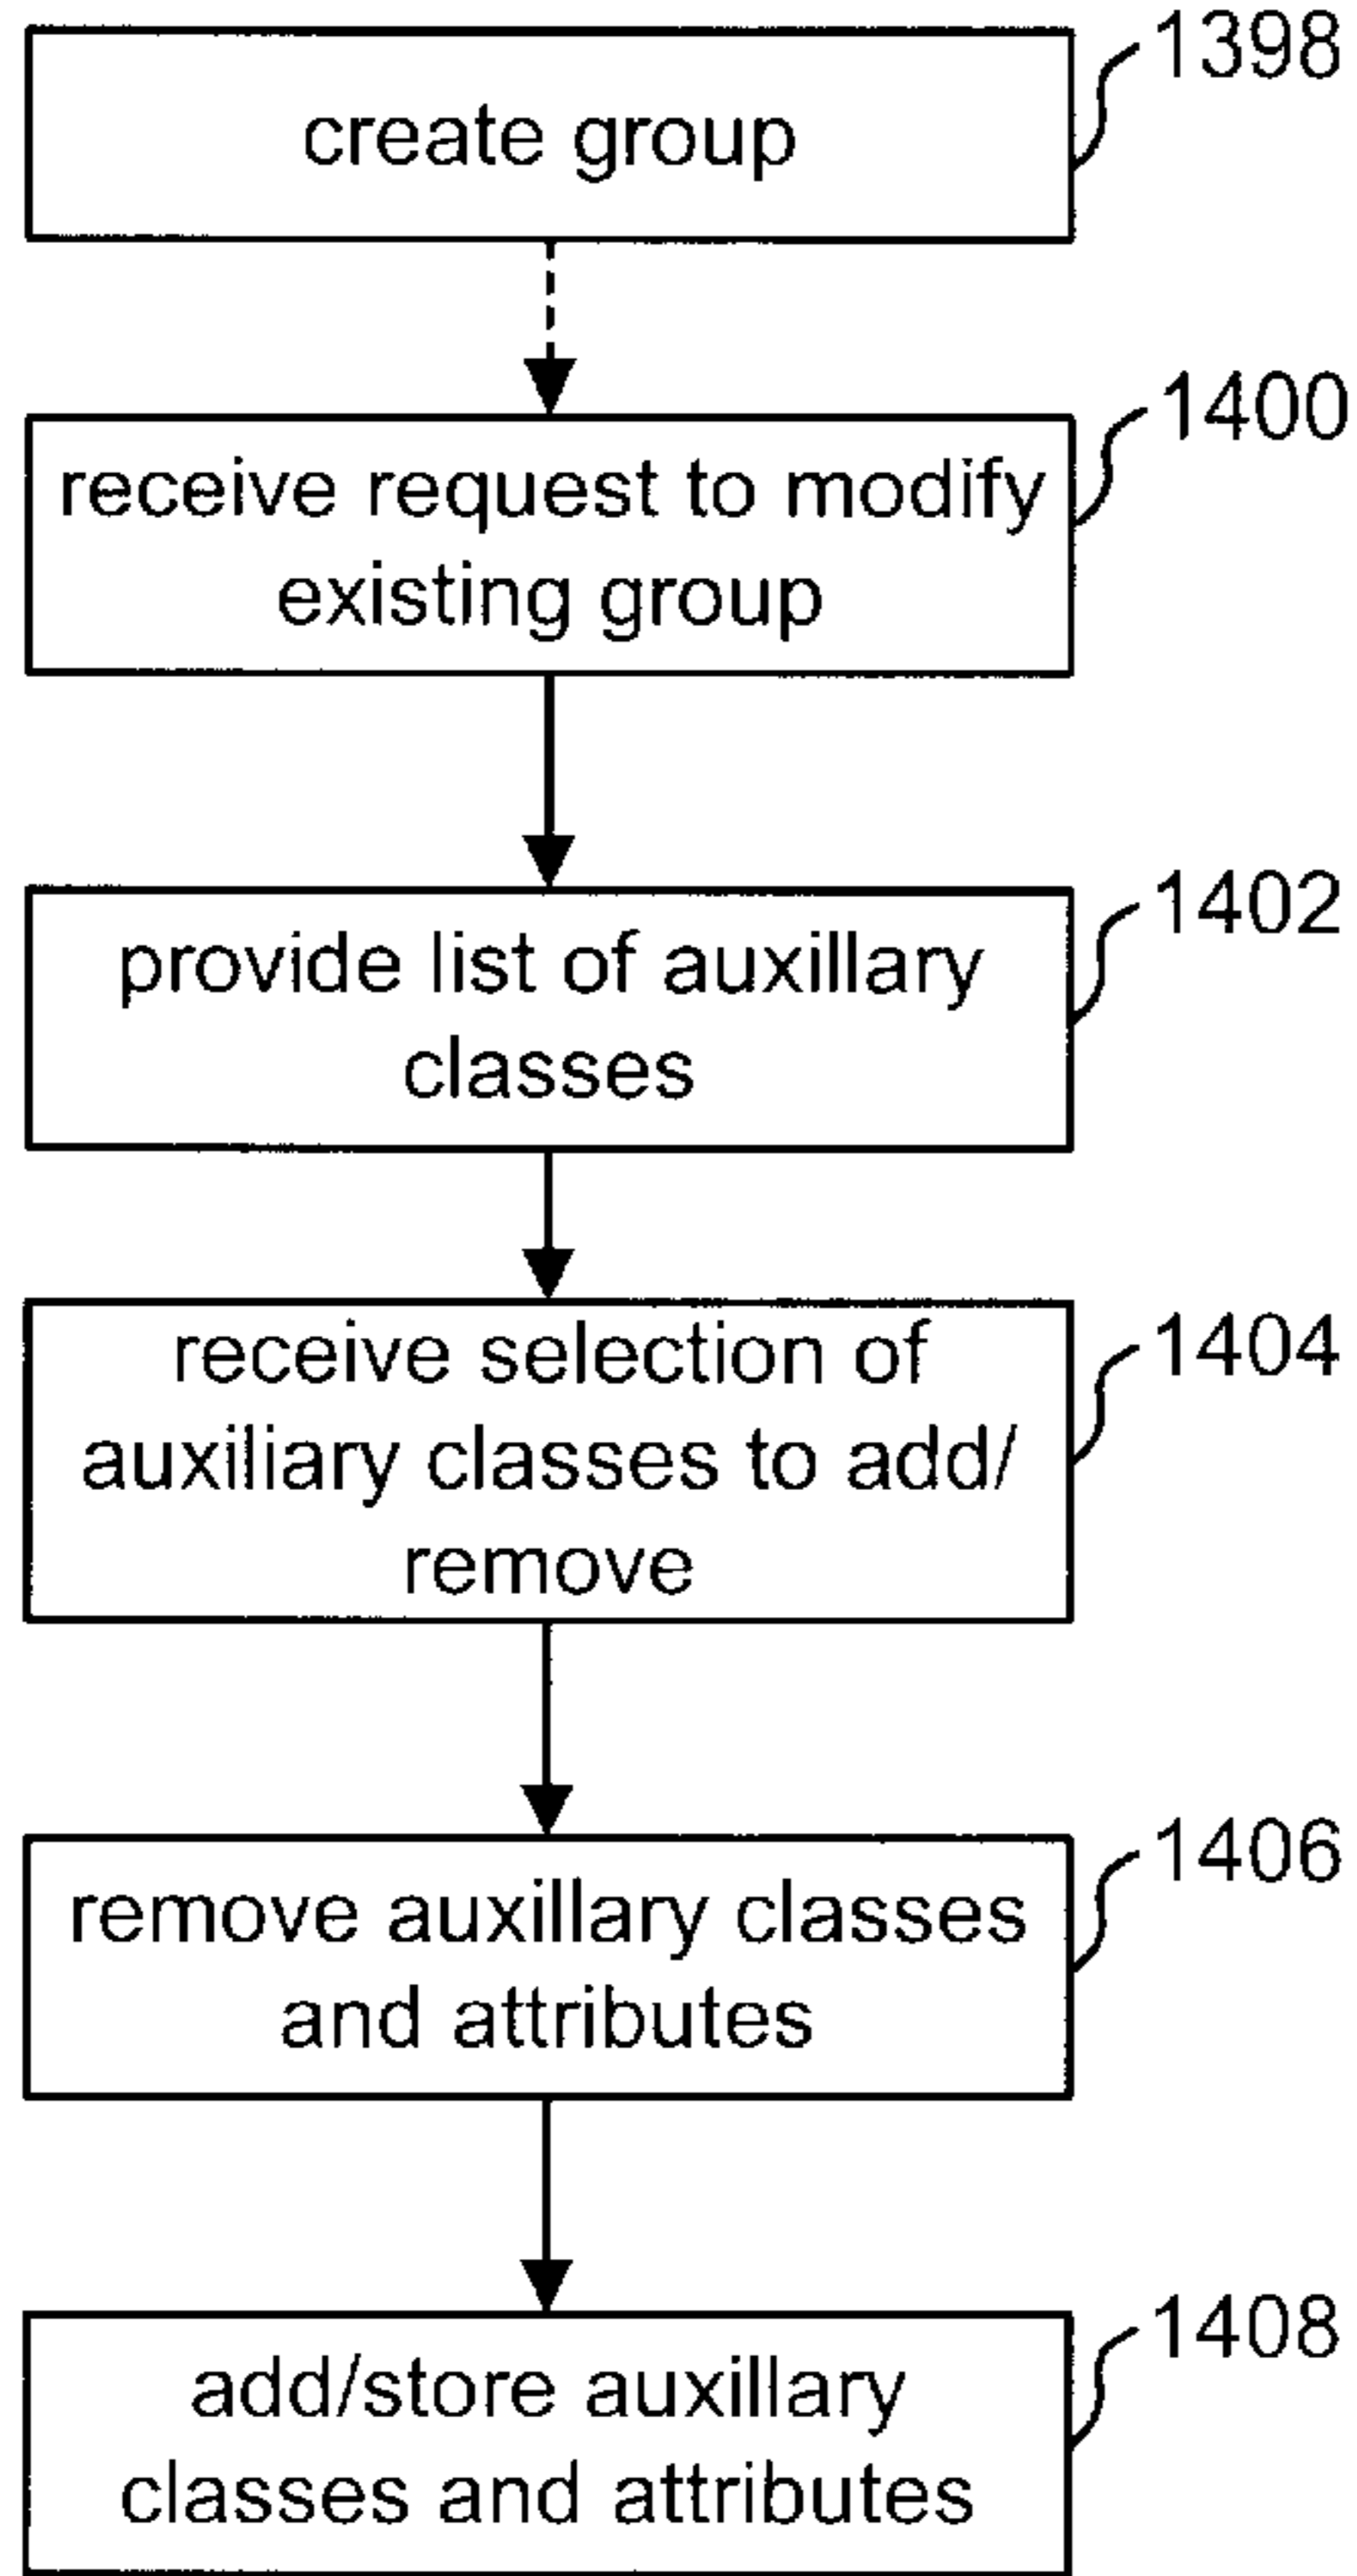 create group
1398
receive request to modify
existing group
1400
provide list of auxillary
classes
1402
receive selection of
auxiliary classes to add/
remove
1404
remove auxillary classes
and attributes
1406
add/store auxillary
classes and attributes
1408